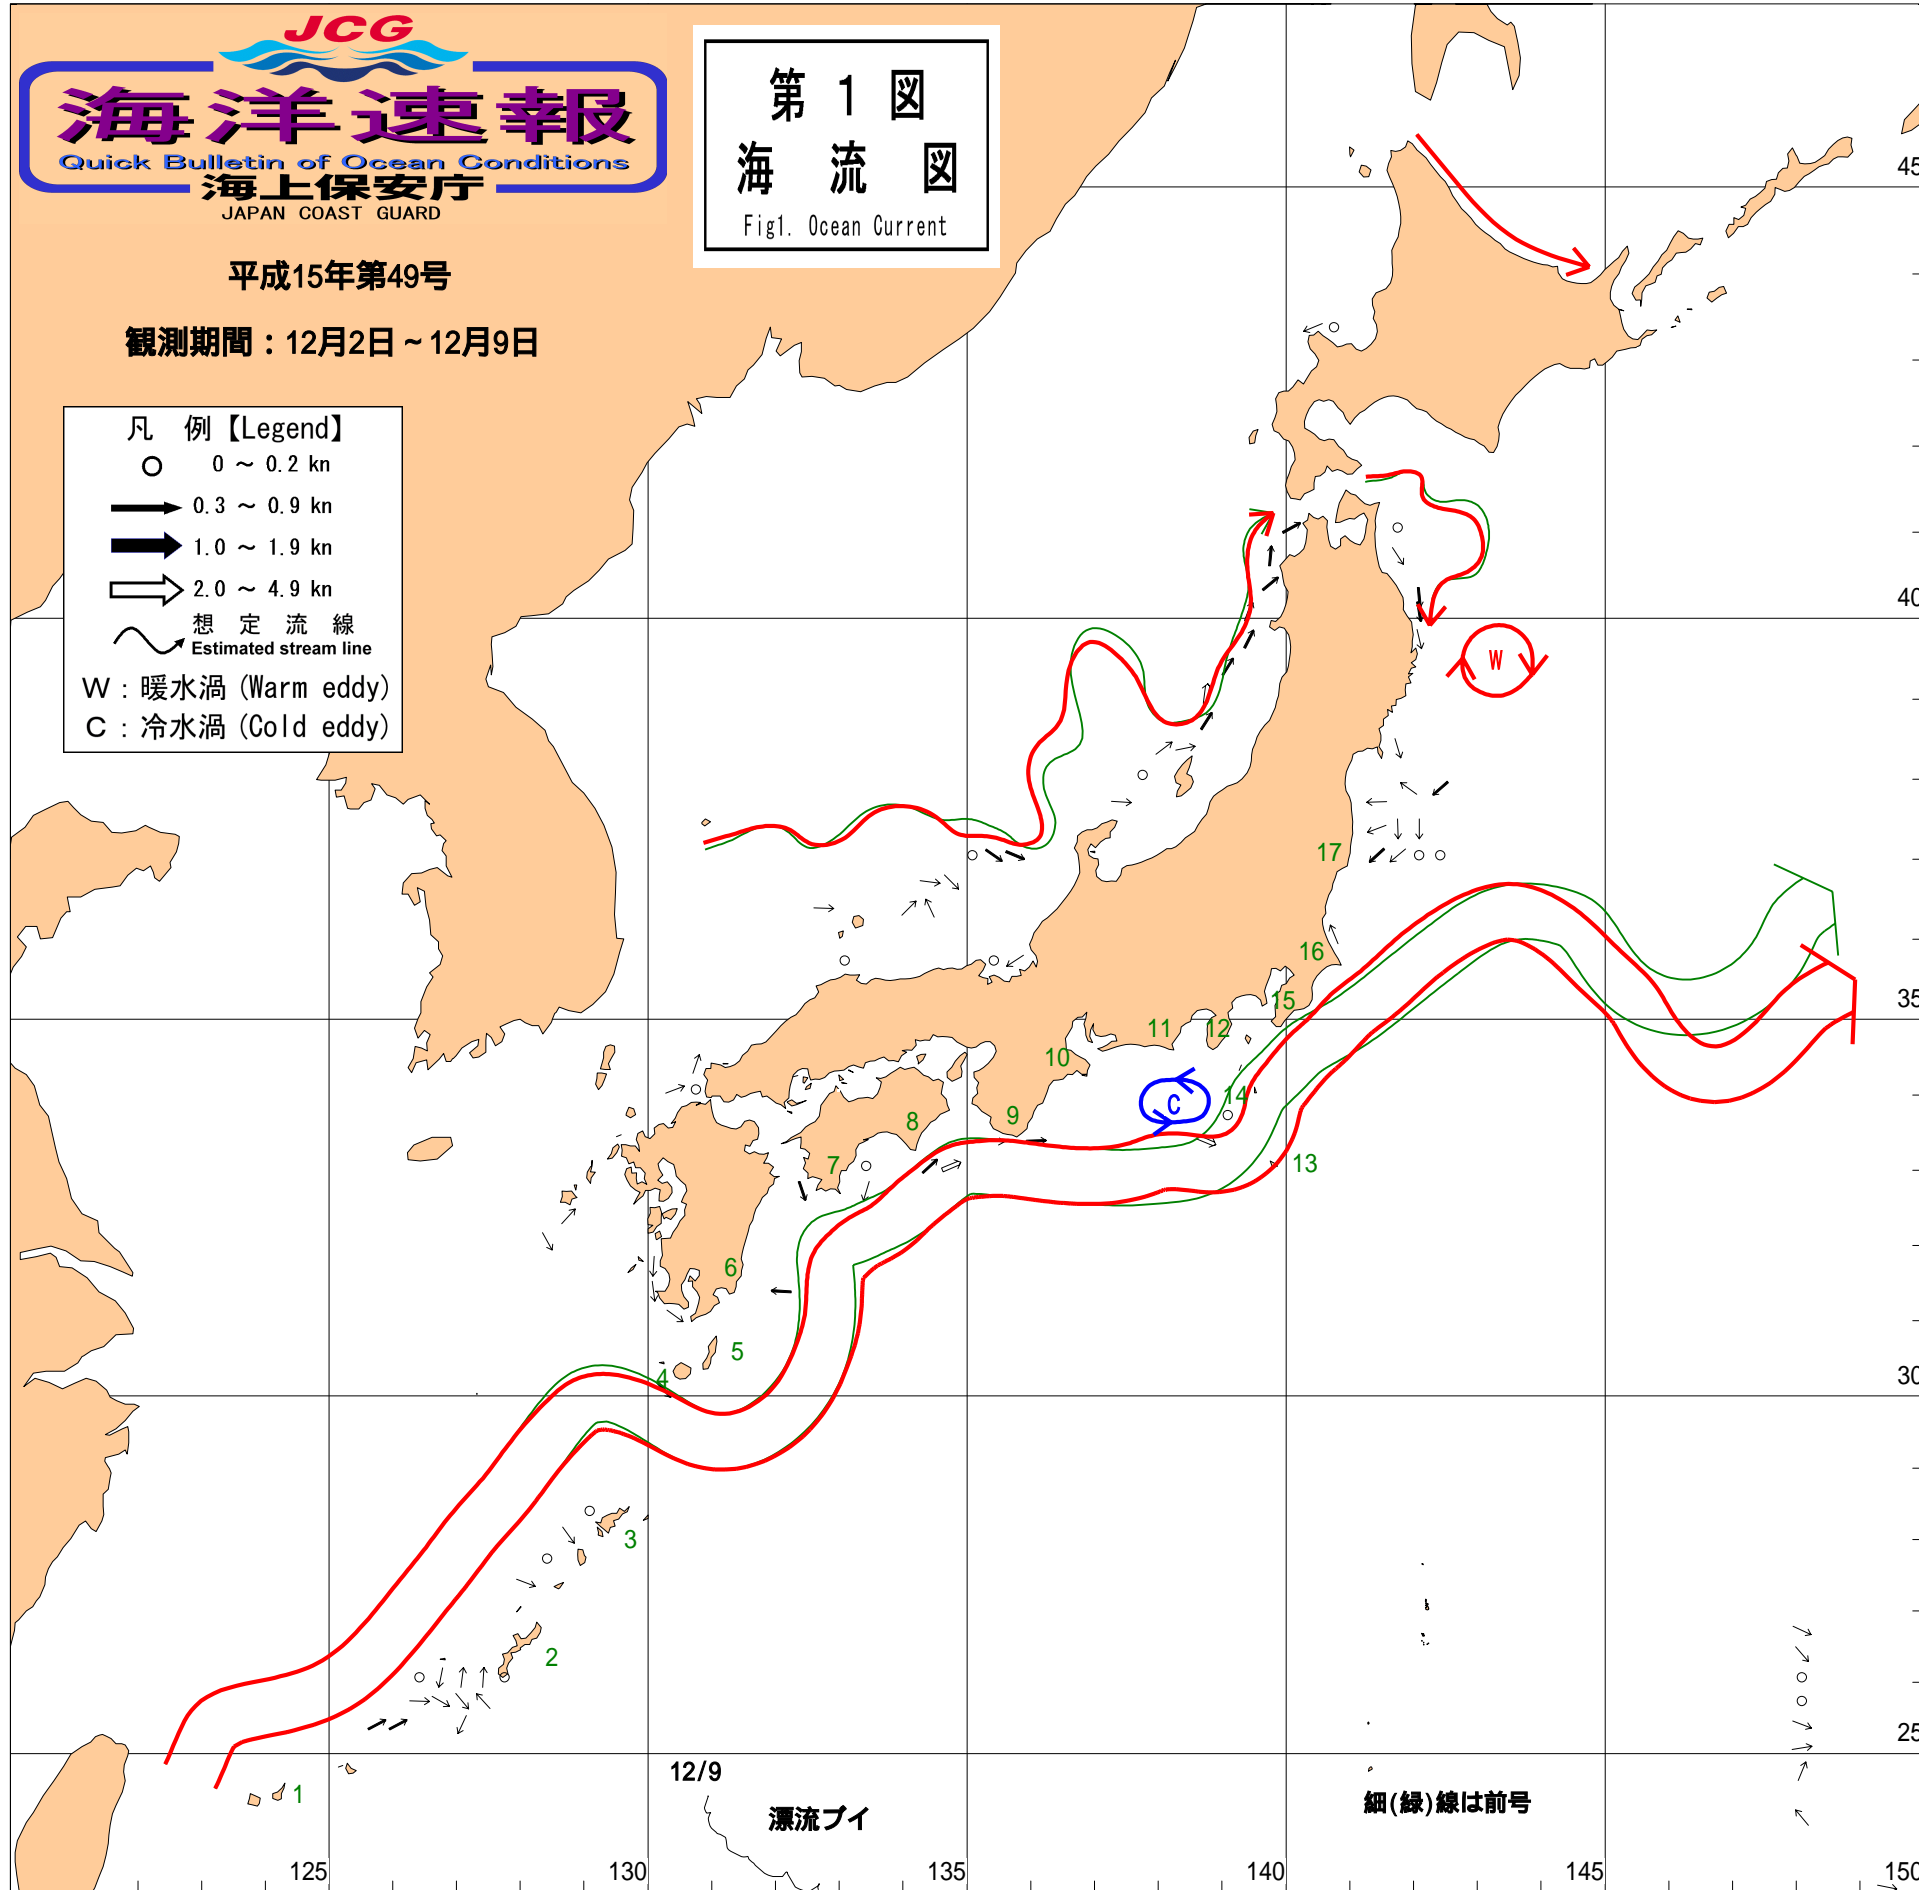 JCG
海洋速報
Quick Bulletin of Ocean Conditions
海上保安庁
JAPAN COAST GUARD
平成15年第49号
観測期間：12月2日～12月9日
第 1 図
海 流 図
Fig1. Ocean Current
凡 例【Legend】
0 ～ 0.2 kn
0.3 ～ 0.9 kn
1.0 ～ 1.9 kn
2.0 ～ 4.9 kn
想 定 流 線
Estimated stream line
W：暖水渦(Warm eddy)
C：冷水渦(Cold eddy)
45
40
W
17
16
35
15
12
11
10
14
C
9
8
7
13
6
5
4
30
3
2
25
1
12/9
漂流ブイ
細(緑)線は前号
125
130
135
140
145
150